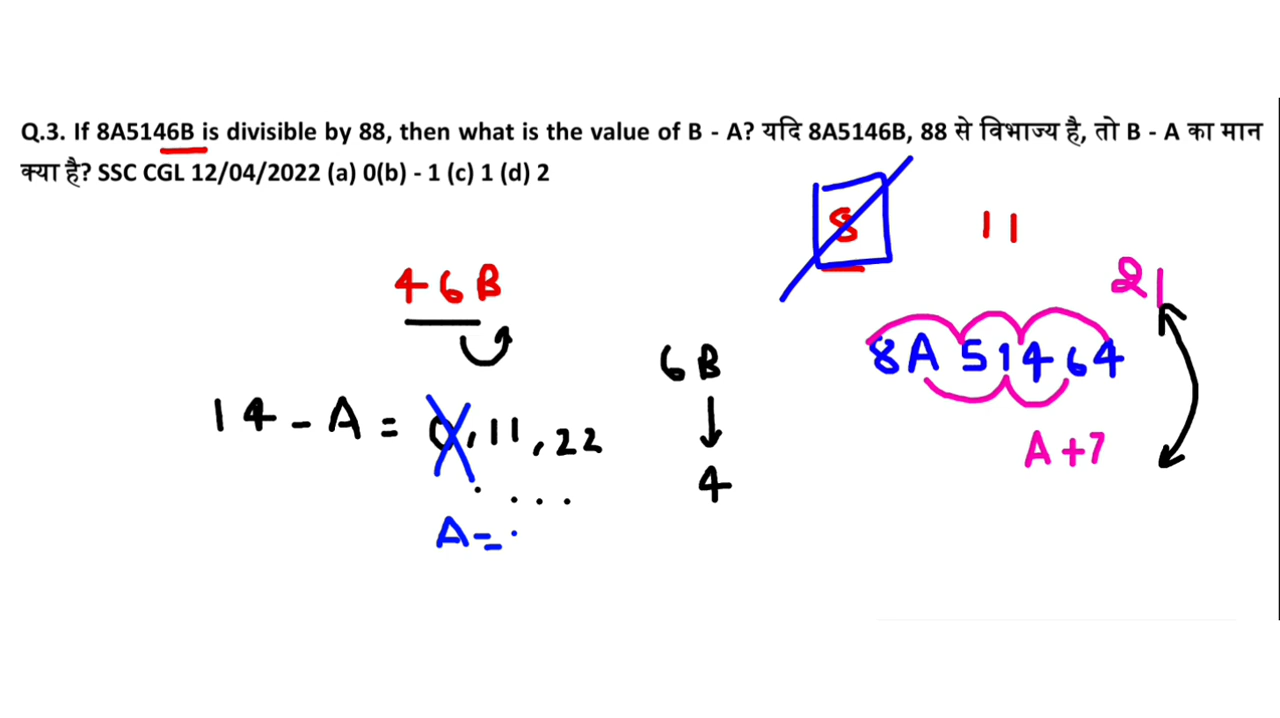 Q.3. If 8A5146B is divisible by 88, then what is the value of B - A? यदि 8A5146B, 88 से विभाज्य है, तो B - A का मान
क्या है? SSC CGL 12/04/2022 (a) 0(b) - 1 (c) 1 (d) 2
8 11
46B
21
8A51464
6B
14-A = 0,11,22
....
A+7
4
A=